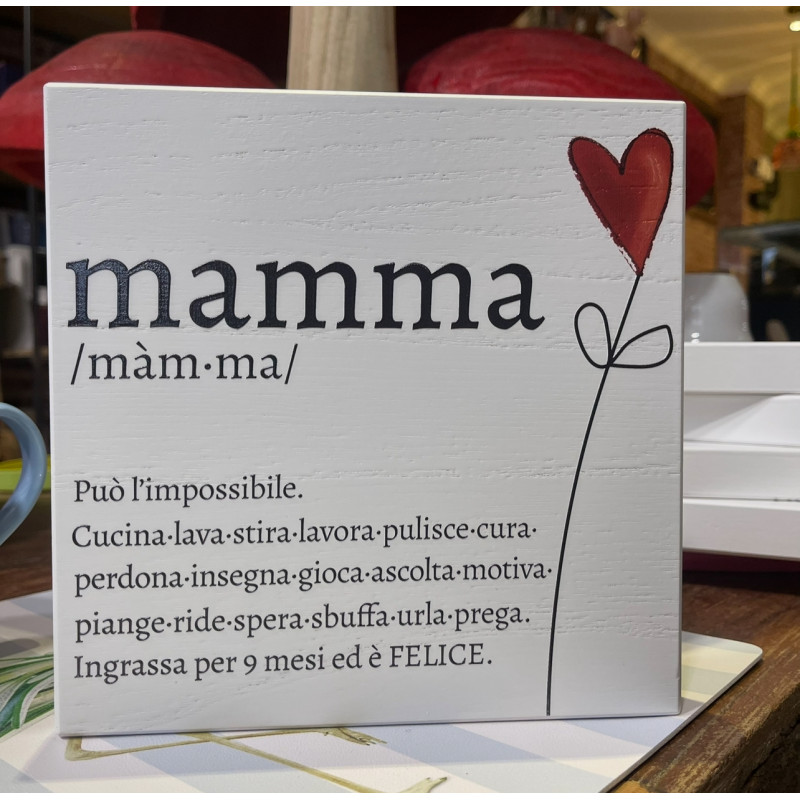 mamma
/màm·ma/
Può l'impossibile.
Cucina·lava·stira·lavora·pulisce·cura·
perdona·insegna·gioca·ascolta·motiva·
piange·ride·spera·sbuffa·urla·prega.
Ingrassa per 9 mesi ed è FELICE.